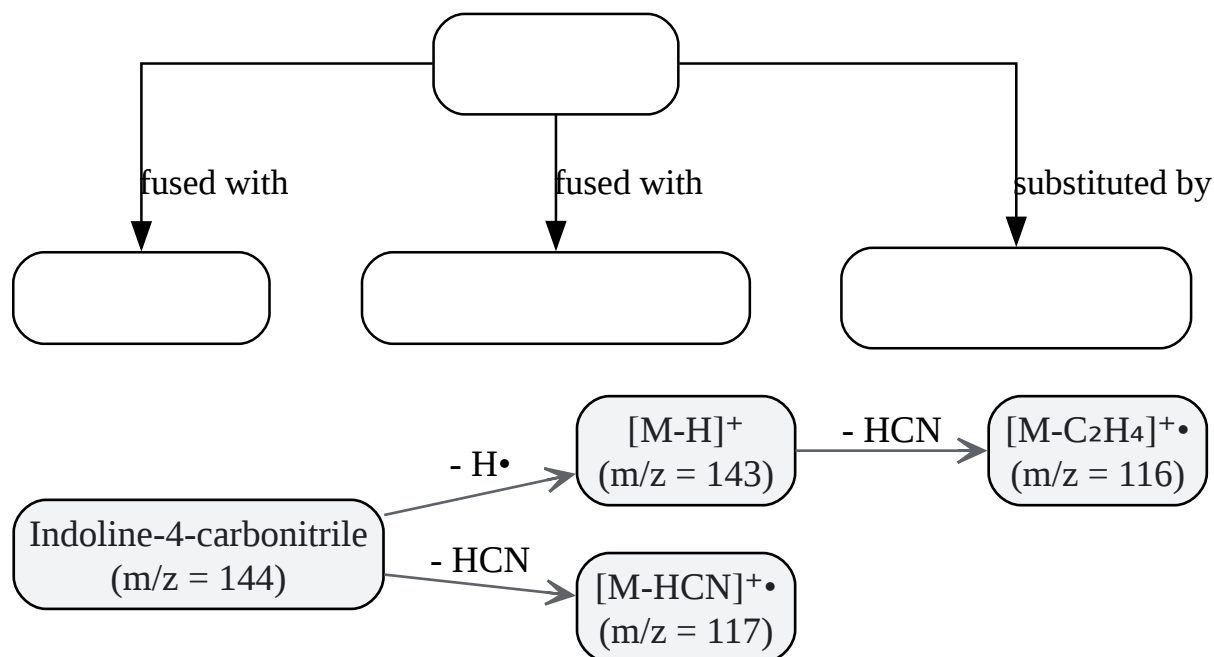 fused with
fused with
substituted by
[M-H]⁺
(m/z = 143)
- HCN
[M-C₂H₄]⁺•
(m/z = 116)
- H•
Indoline-4-carbonitrile
(m/z = 144)
- HCN
[M-HCN]⁺•
(m/z = 117)